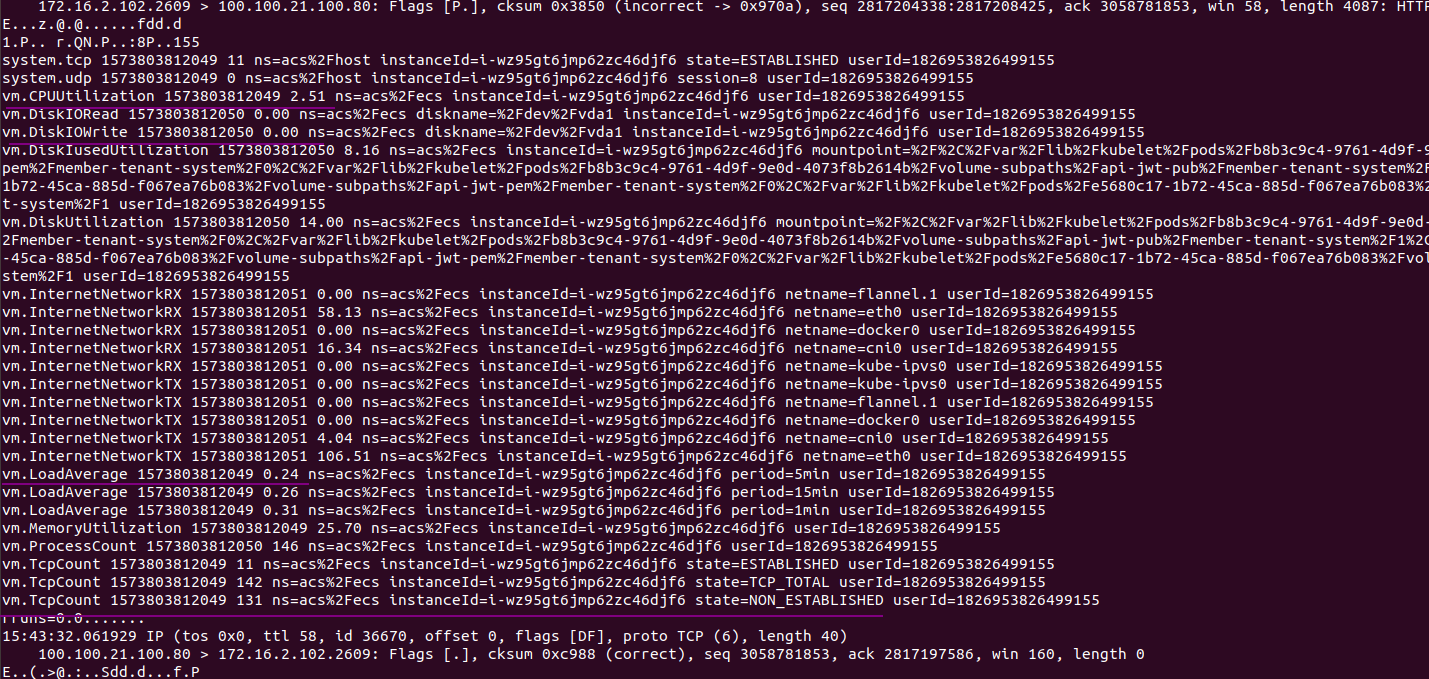 172.16.2.102.2609 > 100.100.21.100.80: Flags [P.], cksum 0x3850 (incorrect -> 0x970a), seq 2817204338:2817208425, ack 3058781853, win 58, length 4087: HTTP
E...z.@.@......fdd.d
1.P.. r.QN.P..:8P..155
system.tcp 1573803812049 11 ns=acs%2Fhost instanceId=i-wz95gt6jmp62zc46djf6 state=ESTABLISHED userId=1826953826499155
system.udp 1573803812049 0 ns=acs%2Fhost instanceId=i-wz95gt6jmp62zc46djf6 session=8 userId=1826953826499155
vm.CPUUtilization 1573803812049 2.51 ns=acs%2Fecs instanceId=i-wz95gt6jmp62zc46djf6 userId=1826953826499155
vm.DiskIORead 1573803812050 0.00 ns=acs%2Fecs diskname=%2Fdev%2Fvda1 instanceId=i-wz95gt6jmp62zc46djf6 userId=1826953826499155
vm.DiskIOWrite 1573803812050 0.00 ns=acs%2Fecs diskname=%2Fdev%2Fvda1 instanceId=i-wz95gt6jmp62zc46djf6 userId=1826953826499155
vm.DiskIusedUtilization 1573803812050 8.16 ns=acs%2Fecs instanceId=i-wz95gt6jmp62zc46djf6 mountpoint=%2F%2C%2Fvar%2Flib%2Fkubelet%2Fpods%2Fb8b3c9c4-9761-4d9f-9
pem%2Fmember-tenant-system%2F0%2C%2Fvar%2Flib%2Fkubelet%2Fpods%2Fb8b3c9c4-9761-4d9f-9e0d-4073f8b2614b%2Fvolume-subpaths%2Fapi-jwt-pub%2Fmember-tenant-system%2F
1b72-45ca-885d-f067ea76b083%2Fvolume-subpaths%2Fapi-jwt-pem%2Fmember-tenant-system%2F0%2C%2Fvar%2Flib%2Fkubelet%2Fpods%2Fe5680c17-1b72-45ca-885d-f067ea76b083%2
t-system%2F1 userId=1826953826499155
vm.DiskUtilization 1573803812050 14.00 ns=acs%2Fecs instanceId=i-wz95gt6jmp62zc46djf6 mountpoint=%2F%2C%2Fvar%2Flib%2Fkubelet%2Fpods%2Fb8b3c9c4-9761-4d9f-9e0d-
2Fmember-tenant-system%2F0%2C%2Fvar%2Flib%2Fkubelet%2Fpods%2Fb8b3c9c4-9761-4d9f-9e0d-4073f8b2614b%2Fvolume-subpaths%2Fapi-jwt-pub%2Fmember-tenant-system%2F1%2C
-45ca-885d-f067ea76b083%2Fvolume-subpaths%2Fapi-jwt-pem%2Fmember-tenant-system%2F0%2C%2Fvar%2Flib%2Fkubelet%2Fpods%2Fe5680c17-1b72-45ca-885d-f067ea76b083%2Fvol
stem%2F1 userId=1826953826499155
vm.InternetNetworkRX 1573803812051 0.00 ns=acs%2Fecs instanceId=i-wz95gt6jmp62zc46djf6 netname=flannel.1 userId=1826953826499155
vm.InternetNetworkRX 1573803812051 58.13 ns=acs%2Fecs instanceId=i-wz95gt6jmp62zc46djf6 netname=eth0 userId=1826953826499155
vm.InternetNetworkRX 1573803812051 0.00 ns=acs%2Fecs instanceId=i-wz95gt6jmp62zc46djf6 netname=docker0 userId=1826953826499155
vm.InternetNetworkRX 1573803812051 16.34 ns=acs%2Fecs instanceId=i-wz95gt6jmp62zc46djf6 netname=cni0 userId=1826953826499155
vm.InternetNetworkRX 1573803812051 0.00 ns=acs%2Fecs instanceId=i-wz95gt6jmp62zc46djf6 netname=kube-ipvs0 userId=1826953826499155
vm.InternetNetworkTX 1573803812051 0.00 ns=acs%2Fecs instanceId=i-wz95gt6jmp62zc46djf6 netname=kube-ipvs0 userId=1826953826499155
vm.InternetNetworkTX 1573803812051 0.00 ns=acs%2Fecs instanceId=i-wz95gt6jmp62zc46djf6 netname=flannel.1 userId=1826953826499155
vm.InternetNetworkTX 1573803812051 0.00 ns=acs%2Fecs instanceId=i-wz95gt6jmp62zc46djf6 netname=docker0 userId=1826953826499155
vm.InternetNetworkTX 1573803812051 4.04 ns=acs%2Fecs instanceId=i-wz95gt6jmp62zc46djf6 netname=cni0 userId=1826953826499155
vm.InternetNetworkTX 1573803812051 106.51 ns=acs%2Fecs instanceId=i-wz95gt6jmp62zc46djf6 netname=eth0 userId=1826953826499155
vm.LoadAverage 1573803812049 0.24 ns=acs%2Fecs instanceId=i-wz95gt6jmp62zc46djf6 period=5min userId=1826953826499155
vm.LoadAverage 1573803812049 0.26 ns=acs%2Fecs instanceId=i-wz95gt6jmp62zc46djf6 period=15min userId=1826953826499155
vm.LoadAverage 1573803812049 0.31 ns=acs%2Fecs instanceId=i-wz95gt6jmp62zc46djf6 period=1min userId=1826953826499155
vm.MemoryUtilization 1573803812049 25.70 ns=acs%2Fecs instanceId=i-wz95gt6jmp62zc46djf6 userId=1826953826499155
vm.ProcessCount 1573803812050 146 ns=acs%2Fecs instanceId=i-wz95gt6jmp62zc46djf6 userId=1826953826499155
vm.TcpCount 1573803812049 11 ns=acs%2Fecs instanceId=i-wz95gt6jmp62zc46djf6 state=ESTABLISHED userId=1826953826499155
vm.TcpCount 1573803812049 142 ns=acs%2Fecs instanceId=i-wz95gt6jmp62zc46djf6 state=TCP_TOTAL userId=1826953826499155
vm.TcpCount 1573803812049 131 ns=acs%2Fecs instanceId=i-wz95gt6jmp62zc46djf6 state=NON_ESTABLISHED userId=1826953826499155
15:43:32.061929 IP (tos 0x0, ttl 58, id 36670, offset 0, flags [DF], proto TCP (6), length 40)
100.100.21.100.80 > 172.16.2.102.2609: Flags [.], cksum 0xc988 (correct), seq 3058781853, ack 2817197586, win 160, length 0
E..(.>@.:..Sdd.d...f.P